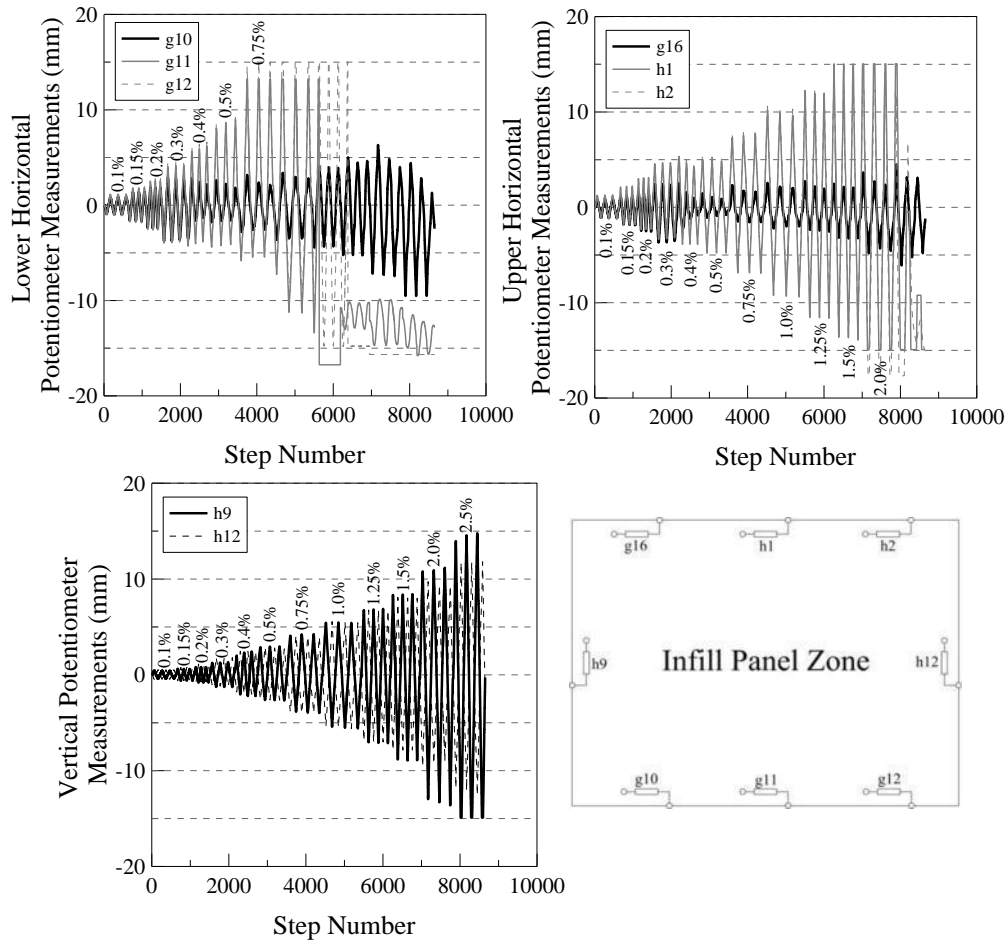 Lower Horizontal
Potentiometer Measurements (mm)
20
10
0
-10
-20
g10
g11
g12
0.1%
0.15%
0.2%
0.3%
0.4%
0.5%
0.75%
0
2000
4000
6000
8000
10000
Step Number
Upper Horizontal
Potentiometer Measurements (mm)
20
10
0
-10
-20
g16
h1
h2
0.1%
0.15%
0.2%
0.3%
0.4%
0.5%
0.75%
1.0%
1.25%
1.5%
2.0%
0
2000
4000
6000
8000
10000
Step Number
Vertical Potentiometer
Measurements (mm)
20
10
0
-10
-20
h9
h12
0.1%
0.15%
0.2%
0.3%
0.4%
0.5%
0.75%
1.0%
1.25%
1.5%
2.0%
2.5%
0
2000
4000
6000
8000
10000
Step Number
g16
h1
h2
h9
Infill Panel Zone
h12
g10
g11
g12